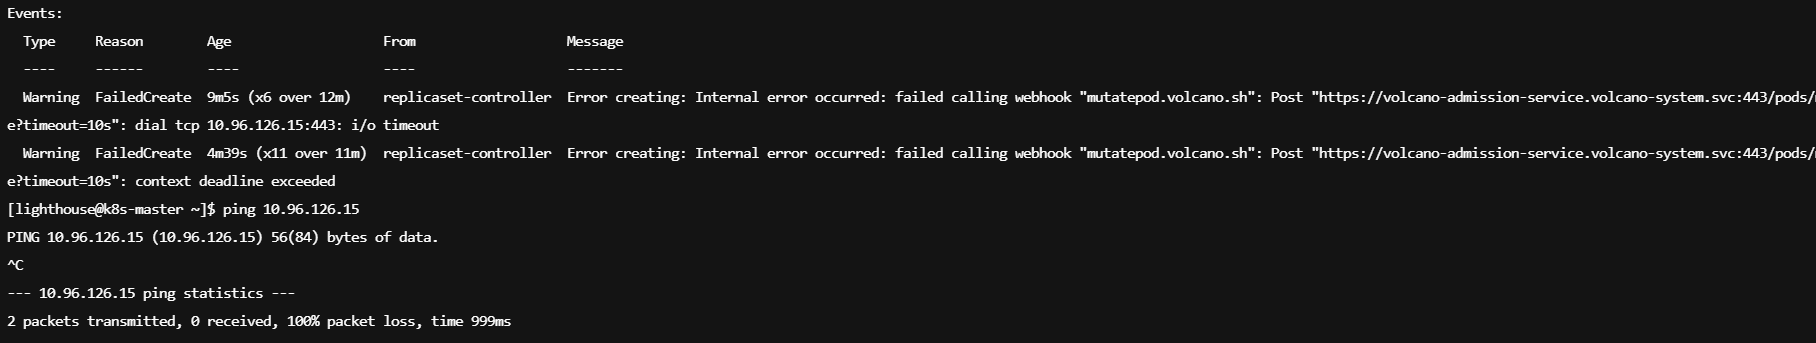 Events:
Type Reason Age From Message
---- ------ ---- ---- -------
Warning FailedCreate 9m5s (x6 over 12m) replicaset-controller Error creating: Internal error occurred: failed calling webhook "mutatepod.volcano.sh": Post "https://volcano-admission-service.volcano-system.svc:443/pods/
e?timeout=10s": dial tcp 10.96.126.15:443: i/o timeout
Warning FailedCreate 4m39s (x11 over 11m) replicaset-controller Error creating: Internal error occurred: failed calling webhook "mutatepod.volcano.sh": Post "https://volcano-admission-service.volcano-system.svc:443/pods/
e?timeout=10s": context deadline exceeded
[lighthouse@k8s-master ~]$ ping 10.96.126.15
PING 10.96.126.15 (10.96.126.15) 56(84) bytes of data.
^C
--- 10.96.126.15 ping statistics ---
2 packets transmitted, 0 received, 100% packet loss, time 999ms